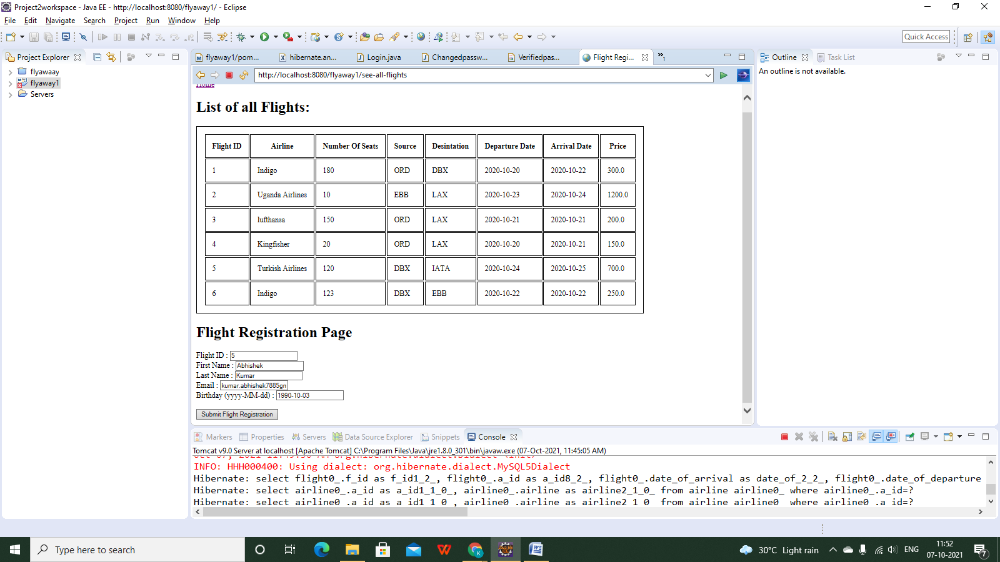 Project2workspace - Java EE - http://localhost:8080/flyaway1/ - Eclipse
File Edit Navigate Search Project Run Window Help
Quick Access
Project Explorer
flyaway1/pom... hibernate.an... Login.java Changedpassw... Verifiedpas... Flight Regi... »1
Outline Task List
flyawaay
flyaway1
Servers
http://localhost:8080/flyaway1/see-all-flights
An outline is not available.
Home
List of all Flights:
Flight ID Airline Number Of Seats Source Desintation Departure Date Arrival Date Price
1 Indigo 180 ORD DBX 2020-10-20 2020-10-22 300.0
2 Uganda Airlines 10 EBB LAX 2020-10-23 2020-10-24 1200.0
3 lufthansa 150 ORD LAX 2020-10-21 2020-10-21 200.0
4 Kingfisher 20 ORD LAX 2020-10-20 2020-10-21 150.0
5 Turkish Airlines 120 DBX IATA 2020-10-24 2020-10-25 700.0
6 Indigo 123 DBX EBB 2020-10-22 2020-10-22 250.0
Flight Registration Page
Flight ID : 5
First Name : Abhishek
Last Name : Kumar
Email : kumar.abhishek7885gm
Birthday (yyyy-MM-dd) : 1990-10-03
Submit Flight Registration
Markers Properties Servers Data Source Explorer Snippets Console
Tomcat v9.0 Server at localhost [Apache Tomcat] C:\Program Files\Java\jre1.8.0_301\bin\javaw.exe (07-Oct-2021, 11:45:05 AM)
INFO: HHH000400: Using dialect: org.hibernate.dialect.MySQL5Dialect
Hibernate: select flight0_.f_id as f_id1_2_, flight0_.a_id as a_id8_2_, flight0_.date_of_arrival as date_of_2_2_, flight0_.date_of_departure
Hibernate: select airline0_.a_id as a_id1_1_0_, airline0_.airline as airline2_1_0_ from airline airline0_ where airline0_.a_id=?
Hibernate: select airline0_.a_id as a_id1_1_0_, airline0_.airline as airline2_1_0_ from airline airline0_ where airline0_.a_id=?
Type here to search
30°C Light rain ENG
11:52
07-10-2021
7